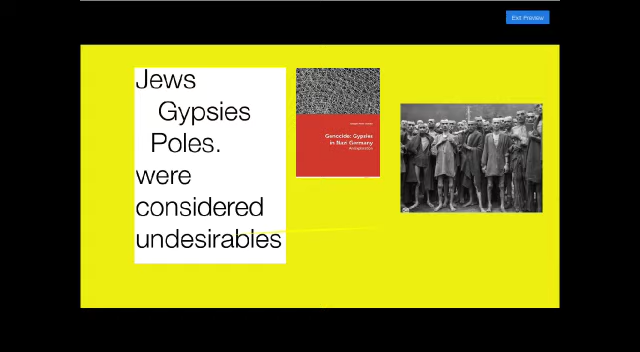 Exit Preview
Jews
Gypsies
Poles.
were
considered
undesirables
Genocide: Gypsies
in Nazi Germany